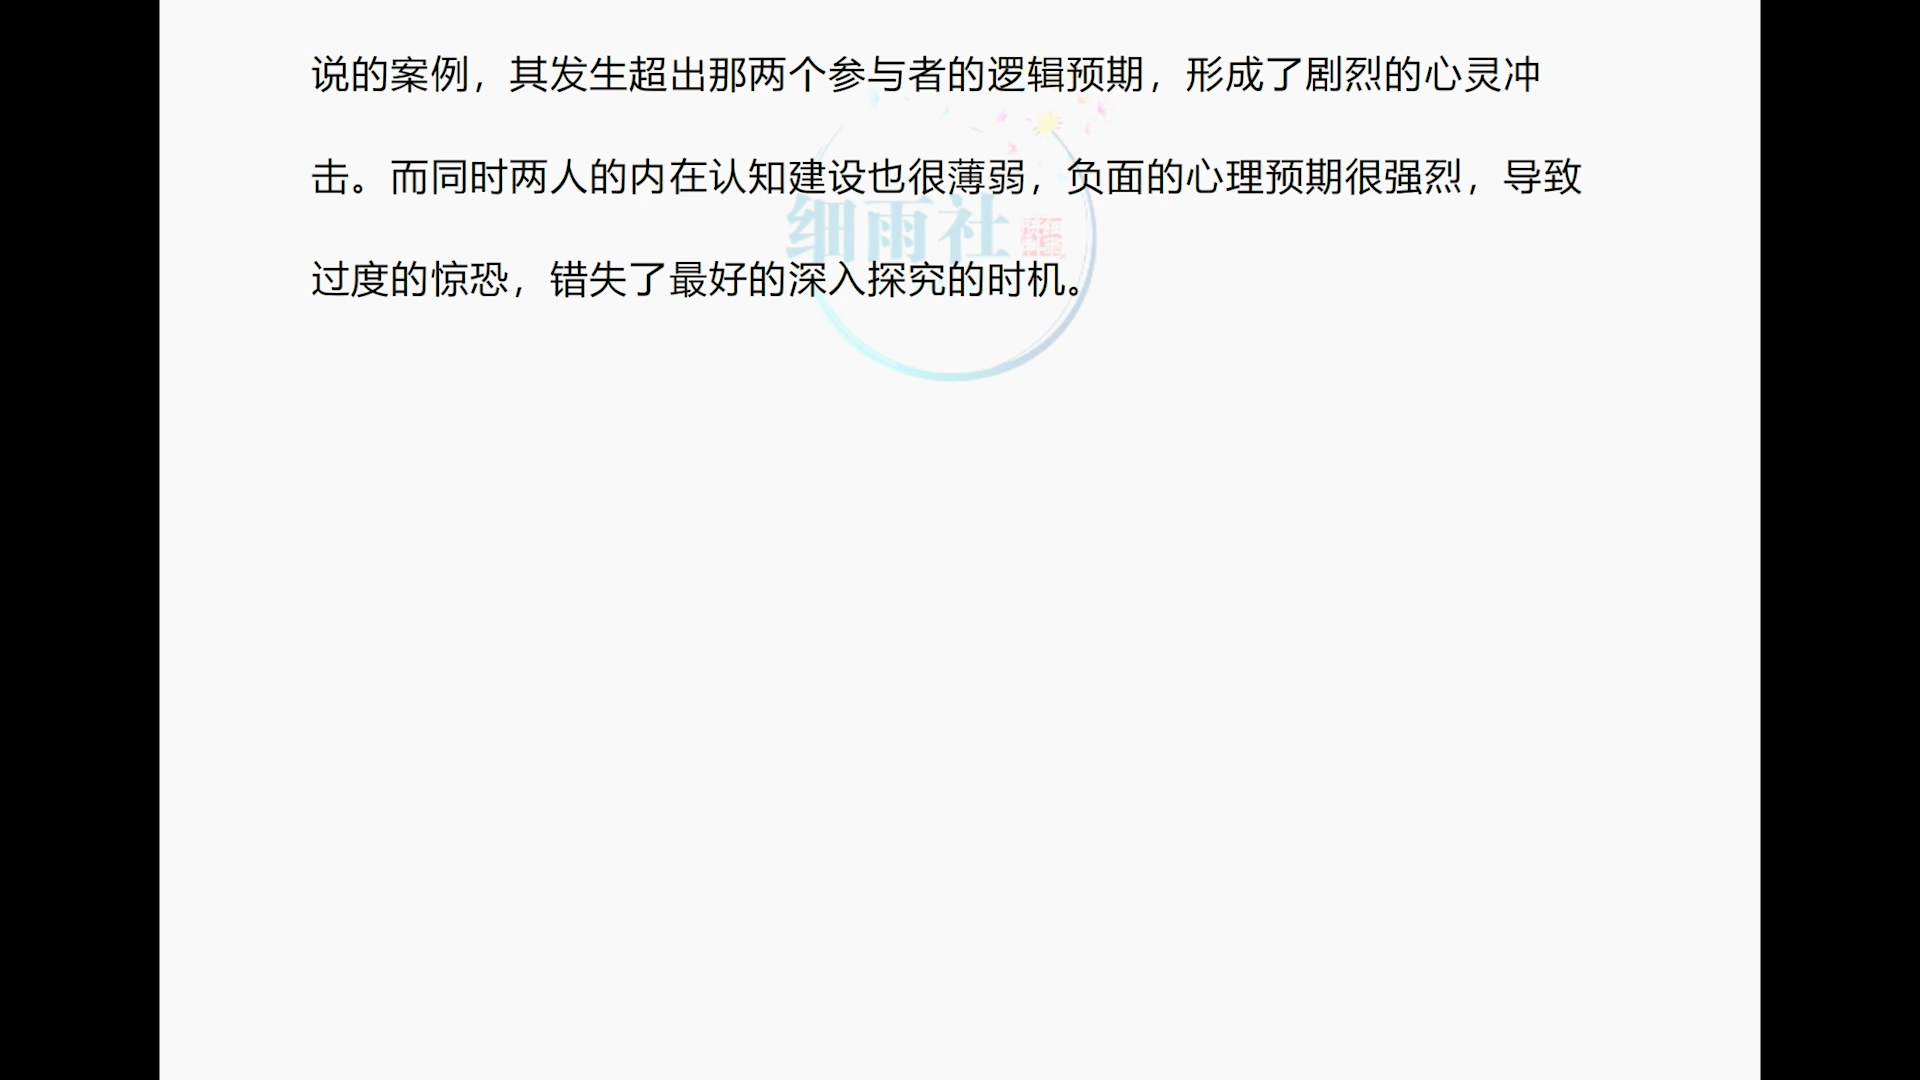 说的案例，其发生超出那两个参与者的逻辑预期，形成了剧烈的心灵冲
击。而同时两人的内在认知建设也很薄弱，负面的心理预期很强烈，导致
细雨社
过度的惊恐，错失了最好的深入探究的时机。